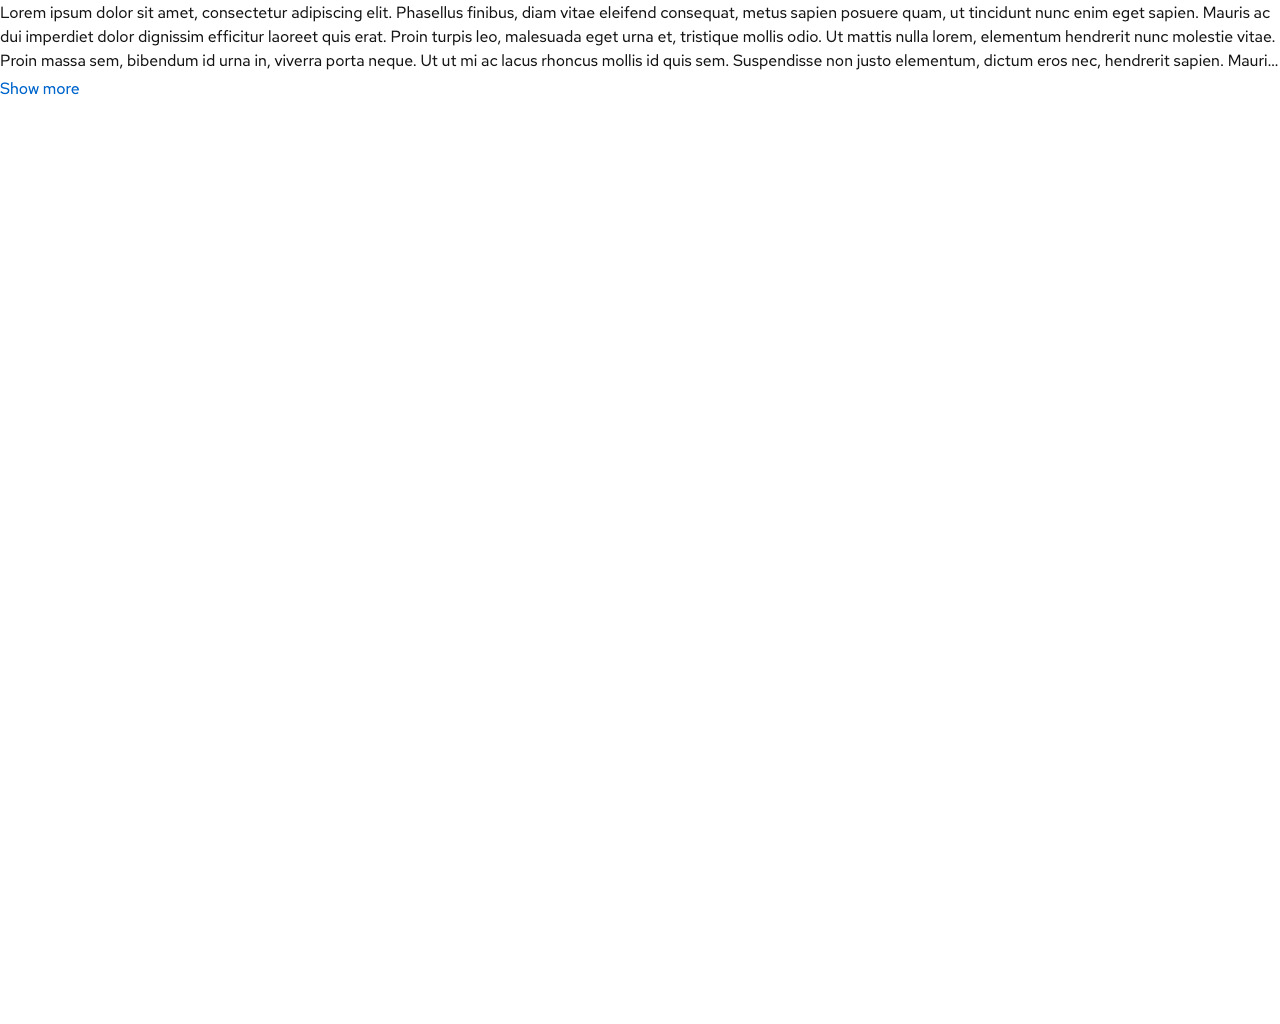 Lorem ipsum dolor sit amet, consectetur adipiscing elit. Phasellus finibus, diam vitae eleifend consequat, metus sapien posuere quam, ut tincidunt nunc enim eget sapien. Mauris ac
dui imperdiet dolor dignissim efficitur laoreet quis erat. Proin turpis leo, malesuada eget urna et, tristique mollis odio. Ut mattis nulla lorem, elementum hendrerit nunc molestie vitae.
Proin massa sem, bibendum id urna in, viverra porta neque. Ut ut mi ac lacus rhoncus mollis id quis sem. Suspendisse non justo elementum, dictum eros nec, hendrerit sapien. Mauri…
Show more